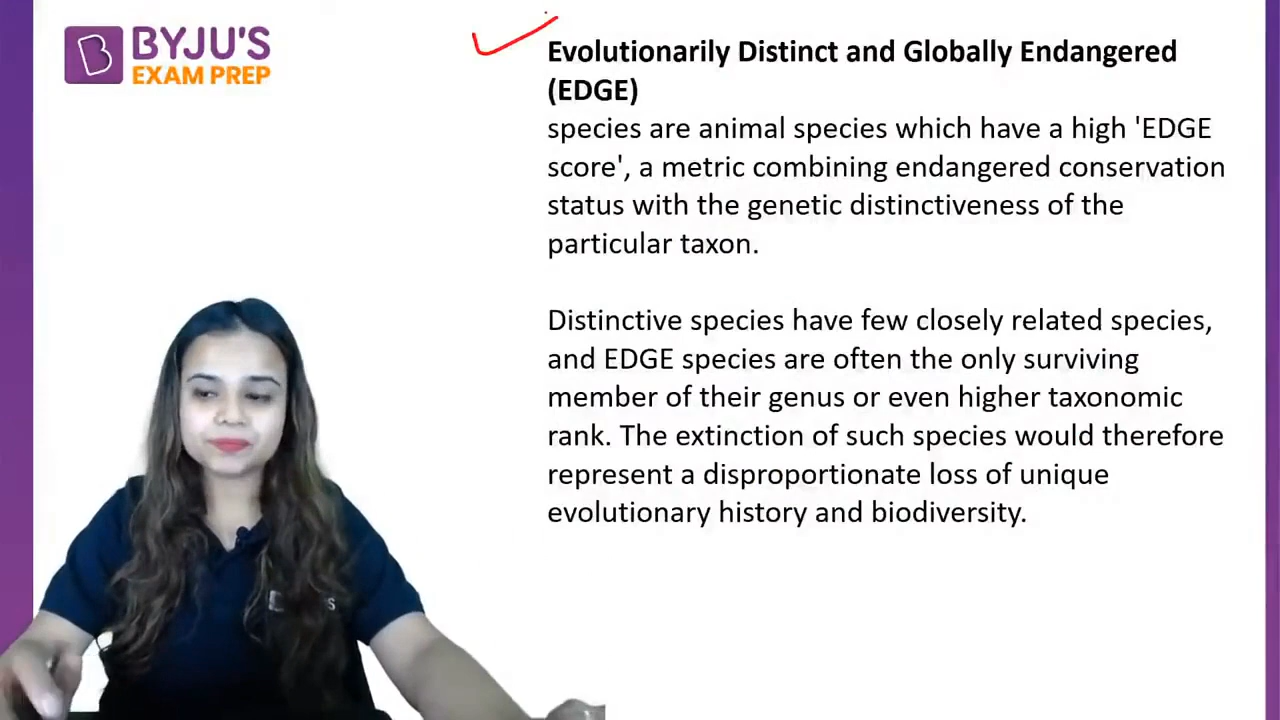 BYJU'S
EXAM PREP
Evolutionarily Distinct and Globally Endangered
(EDGE)
species are animal species which have a high 'EDGE
score', a metric combining endangered conservation
status with the genetic distinctiveness of the
particular taxon.
Distinctive species have few closely related species,
and EDGE species are often the only surviving
member of their genus or even higher taxonomic
rank. The extinction of such species would therefore
represent a disproportionate loss of unique
evolutionary history and biodiversity.